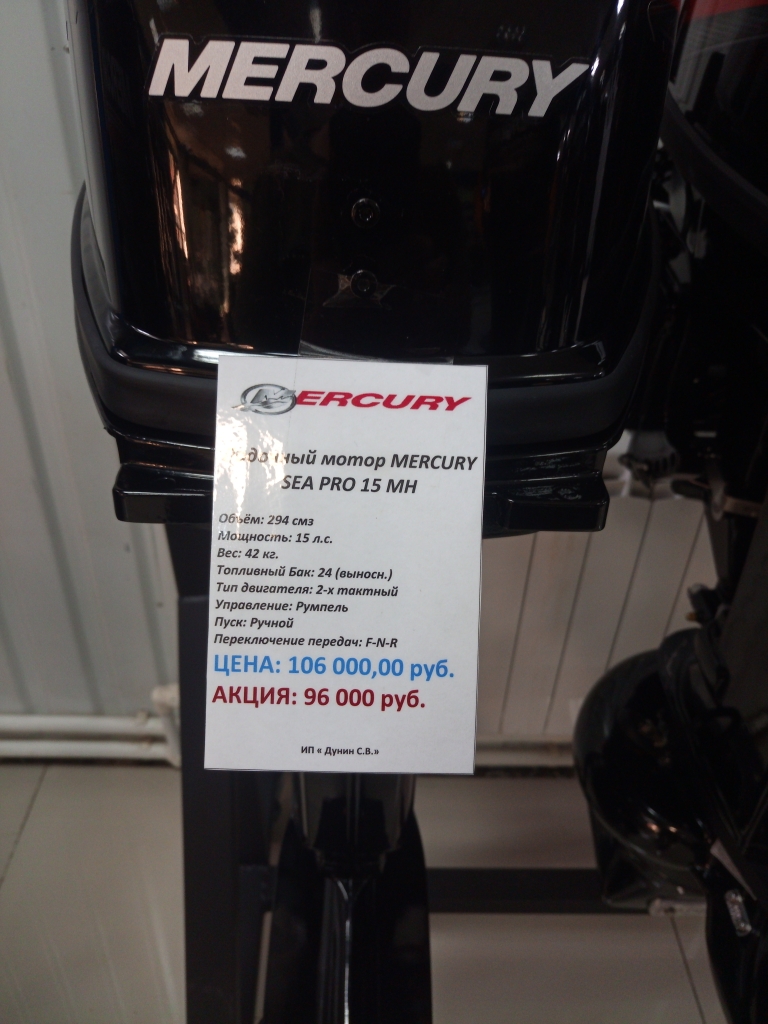 MERCURY
MERCURY
мотор MERCURY
SEA PRO 15 MH
Объём: 294 смз
Мощность: 15 л.с.
Вес: 42 кг.
Топливный Бак: 24 (выносн.)
Тип двигателя: 2-х тактный
Управление: Румпель
Пуск: Ручной
Переключение передач: F-N-R
ЦЕНА: 106 000,00 руб.
АКЦИЯ: 96 000 руб.
ИП « Дунин С.В.»